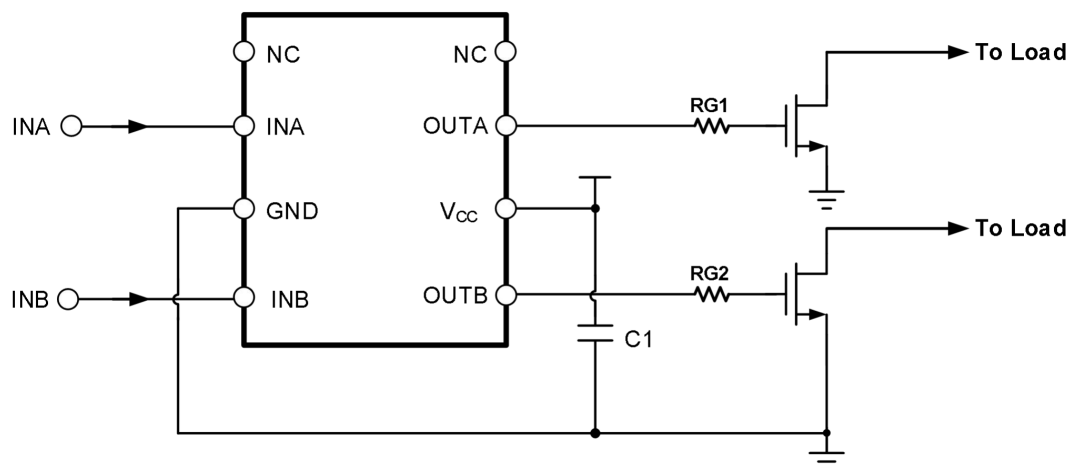 NC
NC
To Load
INA
INA
OUTA
RG1
GND
VCC
To Load
INB
INB
OUTB
RG2
C1